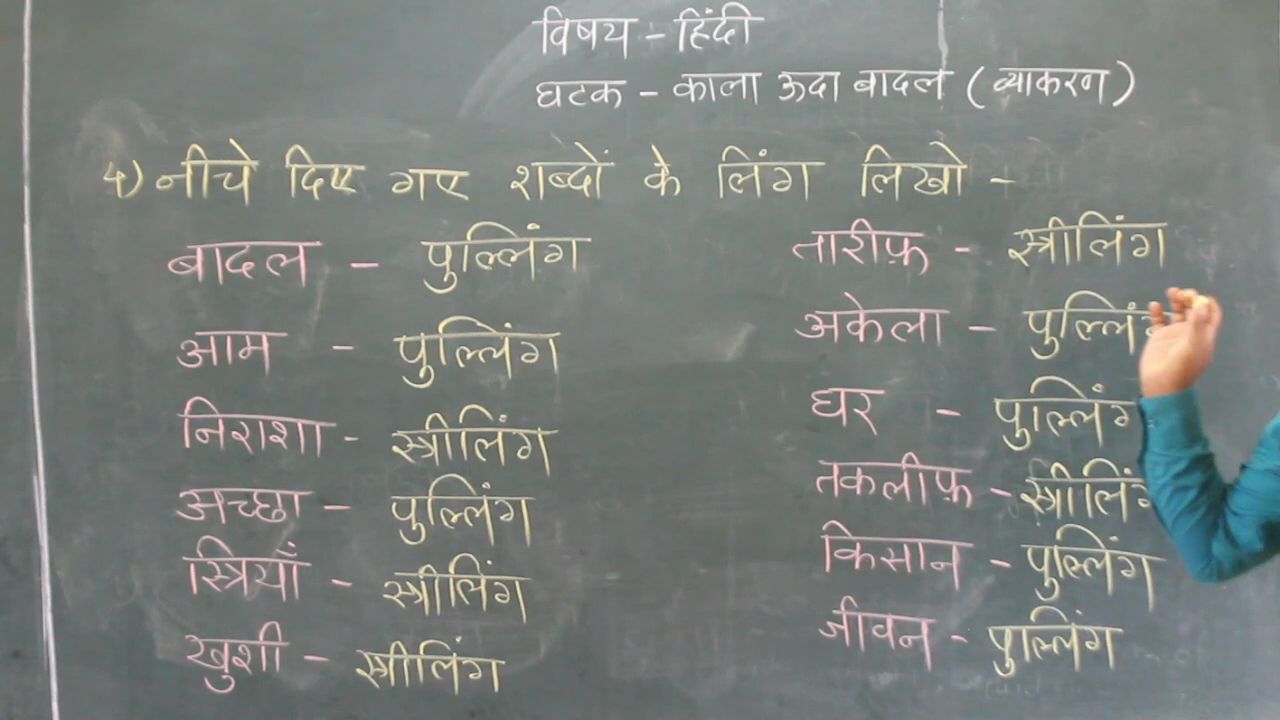 विषय – हिंदी
घटक – काला ऊदा बादल (व्याकरण)
4) नीचे दिए गए शब्दों के लिंग लिखो –
बादल – पुल्लिंग
आम – पुल्लिंग
निराशा - स्त्रीलिंग
अच्छा – पुल्लिंग
स्त्रियाँ – स्त्रीलिंग
खुशी – स्त्रीलिंग
तारीफ़ – स्त्रीलिंग
अकेला – पुल्लिंग
घर – पुल्लिंग
तकलीफ़ – स्त्रीलिंग
किसान – पुल्लिंग
जीवन – पुल्लिंग